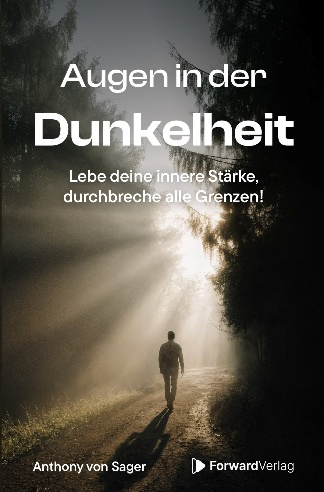 Augen in der
Dunkelheit
Lebe deine innere Stärke,
durchbreche alle Grenzen!
Anthony von Sager
ForwardVerlag